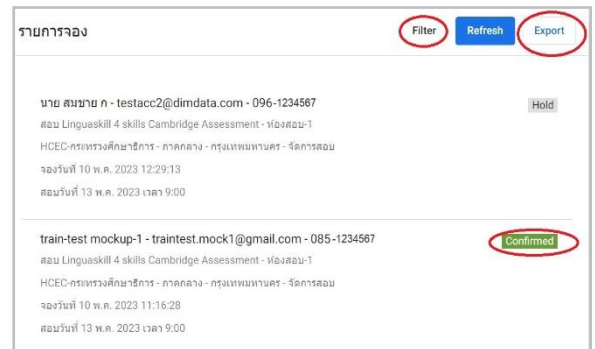 รายการจอง Filter Refresh Export
นาย สมชาย ก - testacc2@dimdata.com - 096-1234567 Hold
สอบ Linguaskill 4 skills Cambridge Assessment - ห้องสอบ-1
HCEC-กระทรวงศึกษาธิการ - ภาคกลาง - กรุงเทพมหานคร - จัดการสอบ
จองวันที่ 10 พ.ค. 2023 12:29:13
สอบวันที่ 13 พ.ค. 2023 เวลา 9:00
train-test mockup-1 - traintest.mock1@gmail.com - 085-1234567 Confirmed
สอบ Linguaskill 4 skills Cambridge Assessment - ห้องสอบ-1
HCEC-กระทรวงศึกษาธิการ - ภาคกลาง - กรุงเทพมหานคร - จัดการสอบ
จองวันที่ 10 พ.ค. 2023 11:16:28
สอบวันที่ 13 พ.ค. 2023 เวลา 9:00